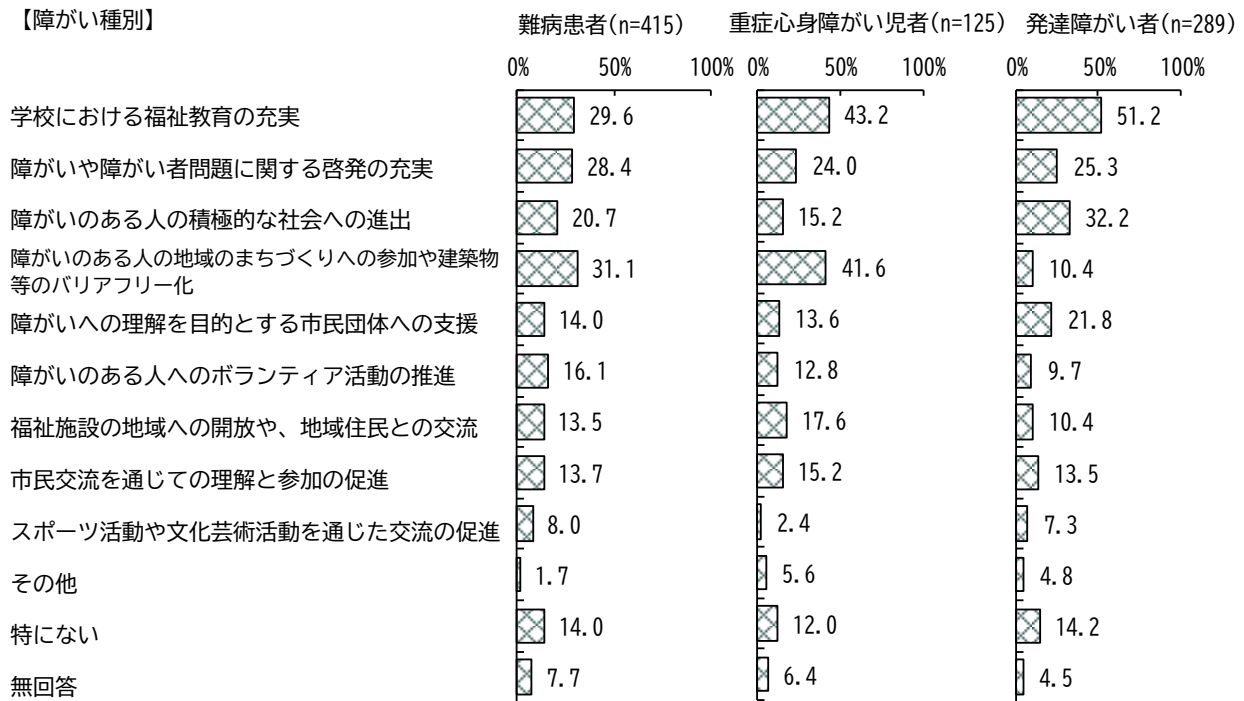 【障がい種別】
難病患者(n=415) 重症心身障がい児者(n=125) 発達障がい者(n=289)
0% 50% 100% 0% 50% 100% 0% 50% 100%
学校における福祉教育の充実 29.6 43.2 51.2
障がいや障がい者問題に関する啓発の充実 28.4 24.0 25.3
障がいのある人の積極的な社会への進出 20.7 15.2 32.2
障がいのある人の地域のまちづくりへの参加や建築物
等のバリアフリー化 31.1 41.6 10.4
障がいへの理解を目的とする市民団体への支援 14.0 13.6 21.8
障がいのある人へのボランティア活動の推進 16.1 12.8 9.7
福祉施設の地域への開放や、地域住民との交流 13.5 17.6 10.4
市民交流を通じての理解と参加の促進 13.7 15.2 13.5
スポーツ活動や文化芸術活動を通じた交流の促進 8.0 2.4 7.3
その他 1.7 5.6 4.8
特にない 14.0 12.0 14.2
無回答 7.7 6.4 4.5